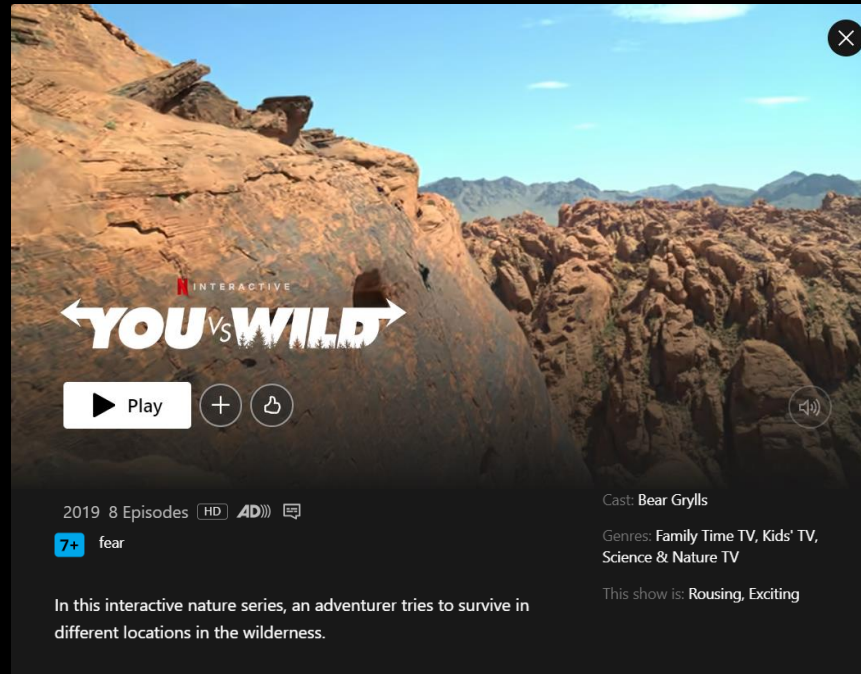 N INTERACTIVE
YOU vs WILD
Play
2019 8 Episodes HD AD
7+ fear
In this interactive nature series, an adventurer tries to survive in
different locations in the wilderness.
Cast: Bear Grylls
Genres: Family Time TV, Kids' TV,
Science & Nature TV
This show is: Rousing, Exciting